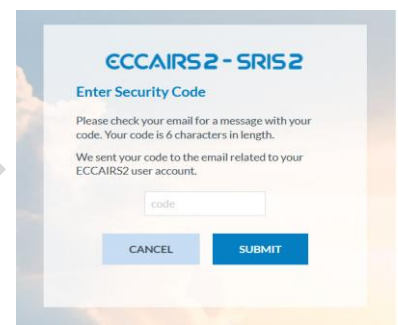 ECCAIRS2 - SRIS2
Enter Security Code
Please check your email for a message with your
code. Your code is 6 characters in length.
We sent your code to the email related to your
ECCAIRS2 user account.
code
CANCEL SUBMIT